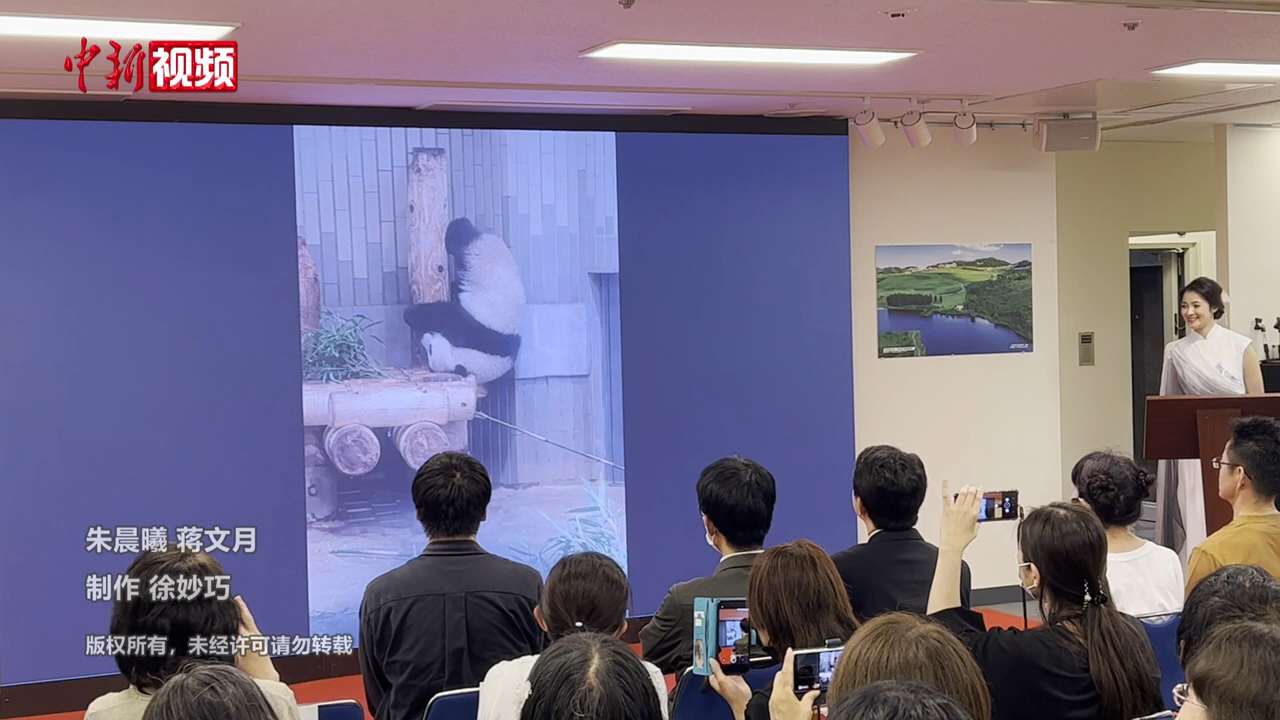 中新视频
朱晨曦 蒋文月
制作 徐妙巧
版权所有，未经许可请勿转载